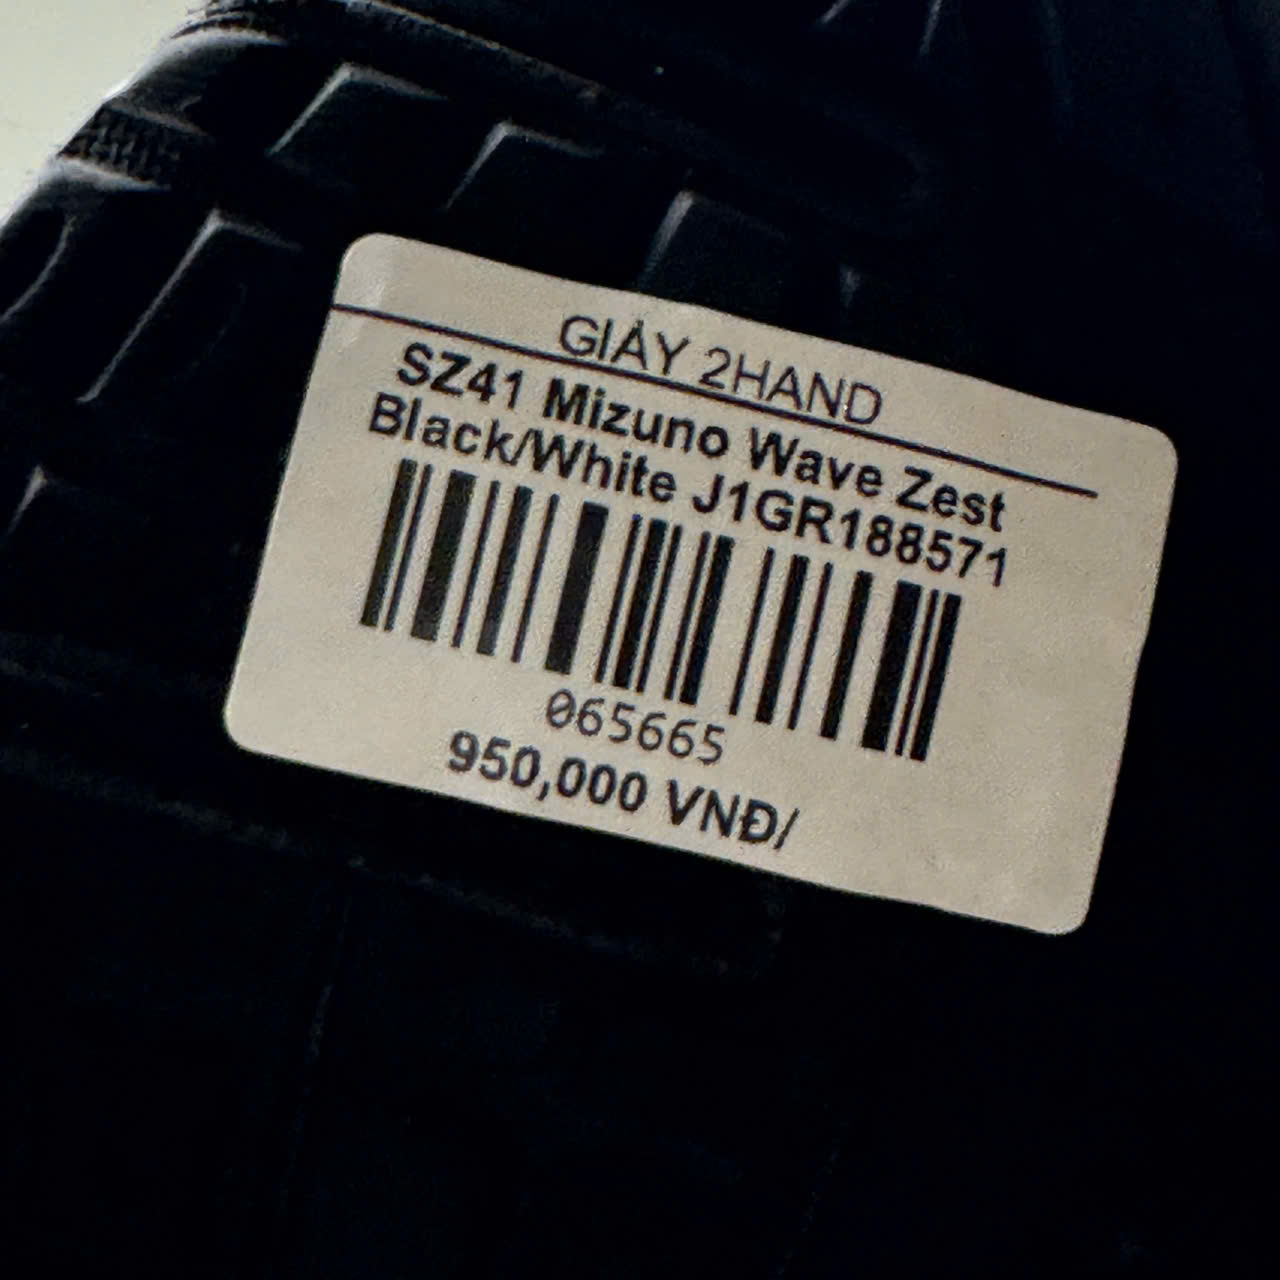 GIÀY 2HAND
SZ41 Mizuno Wave Zest
Black/White J1GR188571
065665
950,000 VNĐ/